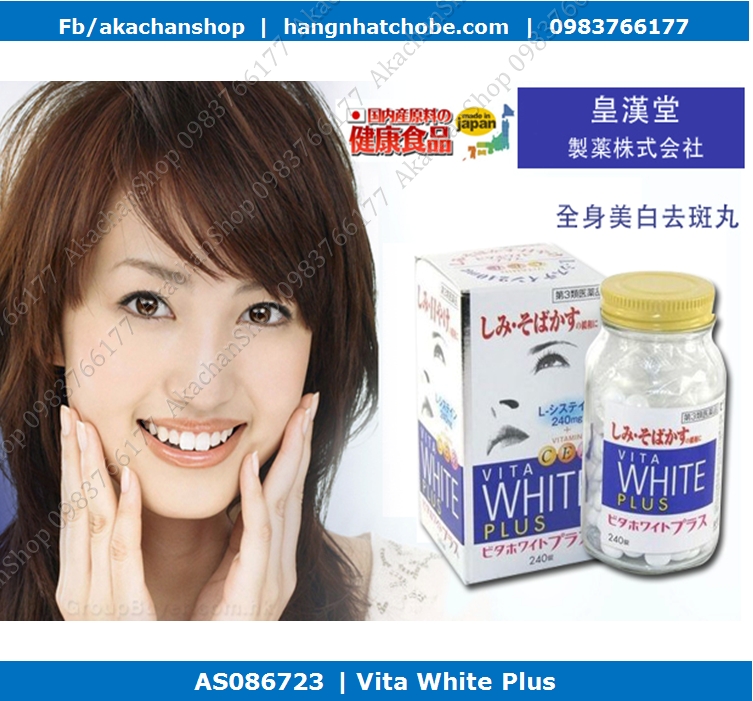 Fb/akachanshop | hangnhatchobe.com | 0983766177
国内産原料の
健康食品
made in
japan
皇漢堂
製薬株式会社
全身美白去斑丸
第3類医薬品
しみ・そばかすの緩和に
L-システイン
240mg
+
VITAMIN
C E
VITA
WHITE
PLUS
ビタホワイトプラス
240錠
第3類医薬品
しみ・そばかすの緩和に
VITA
WHITE
PLUS
ビタホワイトプラス
240錠
AkachanShop 0983766177
GroupBuyer.com.hk
AS086723 | Vita White Plus